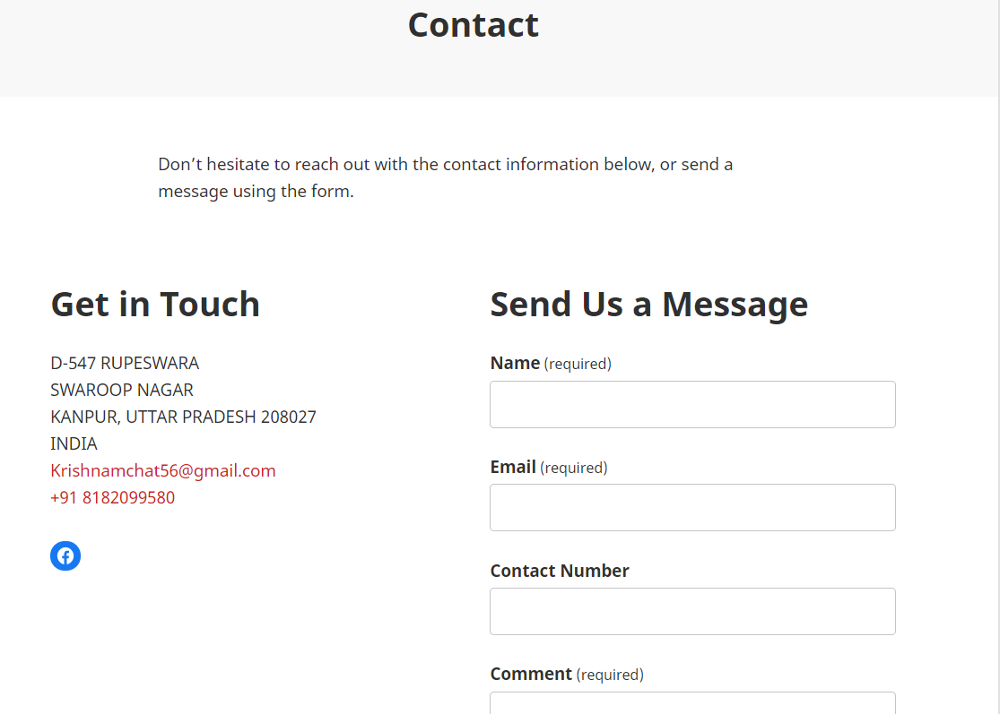 Contact
Don’t hesitate to reach out with the contact information below, or send a
message using the form.
Get in Touch
D-547 RUPESWARA
SWAROOP NAGAR
KANPUR, UTTAR PRADESH 208027
INDIA
Krishnamchat56@gmail.com
+91 8182099580
Send Us a Message
Name (required)
Email (required)
Contact Number
Comment (required)